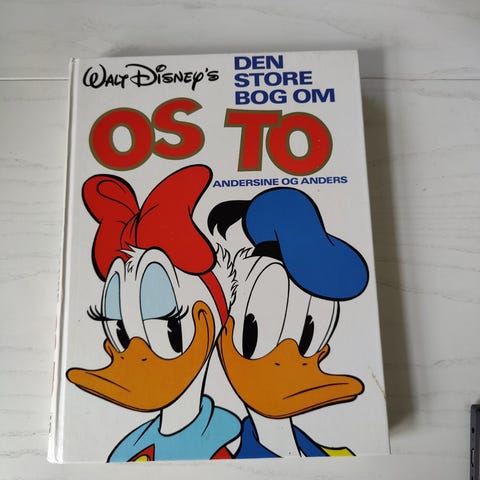 WALT DISNEY'S
DEN
STORE
BOG OM
OS TO
ANDERSINE OG ANDERS